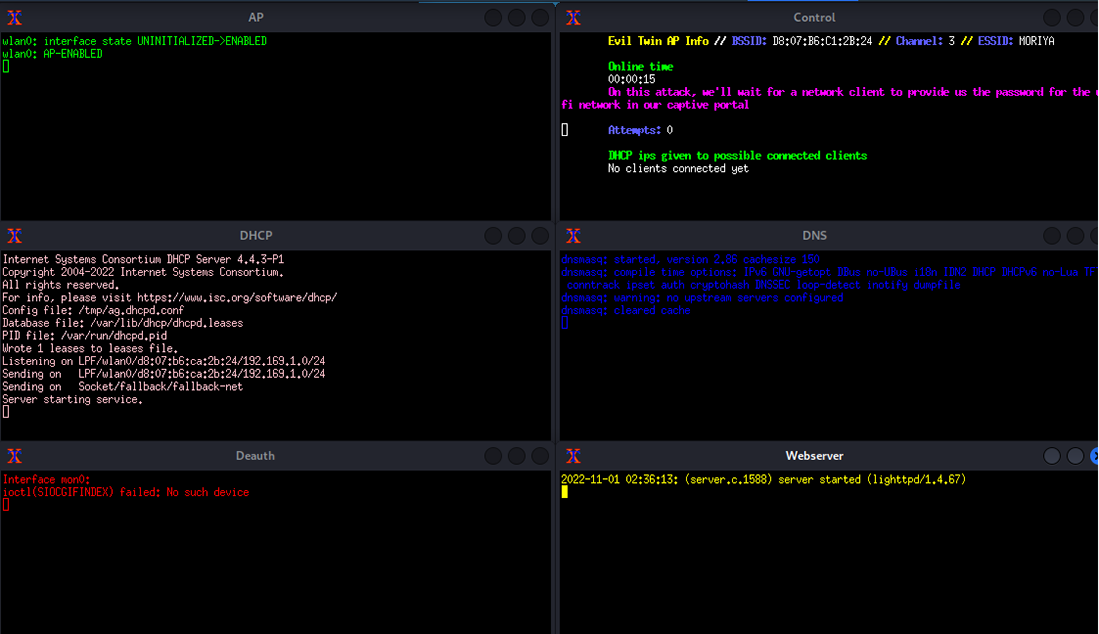 AP
wlan0: interface state UNINITIALIZED->ENABLED
wlan0: AP-ENABLED
Control
Evil Twin AP Info // BSSID: D8:07:B6:C1:2B:24 // Channel: 3 // ESSID: MORIYA
Online time
00:00:15
On this attack, we'll wait for a network client to provide us the password for the w
fi network in our captive portal
Attempts: 0
DHCP ips given to possible connected clients
No clients connected yet
DHCP
Internet Systems Consortium DHCP Server 4.4.3-P1
Copyright 2004-2022 Internet Systems Consortium.
All rights reserved.
For info, please visit https://www.isc.org/software/dhcp/
Config file: /tmp/ag.dhcpd.conf
Database file: /var/lib/dhcp/dhcpd.leases
PID file: /var/run/dhcpd.pid
Wrote 1 leases to leases file.
Listening on LPF/wlan0/d8:07:b6:ca:2b:24/192.169.1.0/24
Sending on   LPF/wlan0/d8:07:b6:ca:2b:24/192.169.1.0/24
Sending on   Socket/fallback/fallback-net
Server starting service.
DNS
dnsmasq: started, version 2.86 cachesize 150
dnsmasq: compile time options: IPv6 GNU-getopt DBus no-UBus i18n IDN2 DHCP DHCPv6 no-Lua TF
conntrack ipset auth cryptohash DNSSEC loop-detect inotify dumpfile
dnsmasq: warning: no upstream servers configured
dnsmasq: cleared cache
Deauth
Interface mon0:
ioctl(SIOCGIFINDEX) failed: No such device
Webserver
2022-11-01 02:36:13: (server.c.1588) server started (lighttpd/1.4.67)